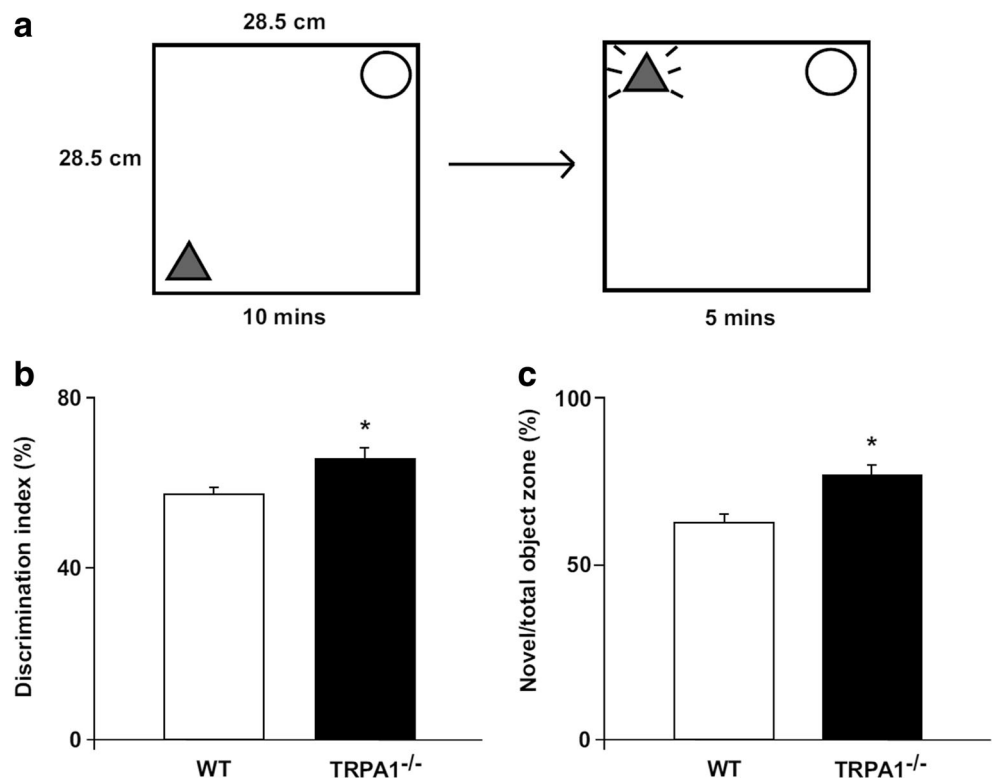 a
28.5 cm
28.5 cm
10 mins
5 mins
b
Discrimination index (%)
80
40
0
*
WT
TRPA1-/-
c
Novel/total object zone (%)
100
50
0
*
WT
TRPA1-/-